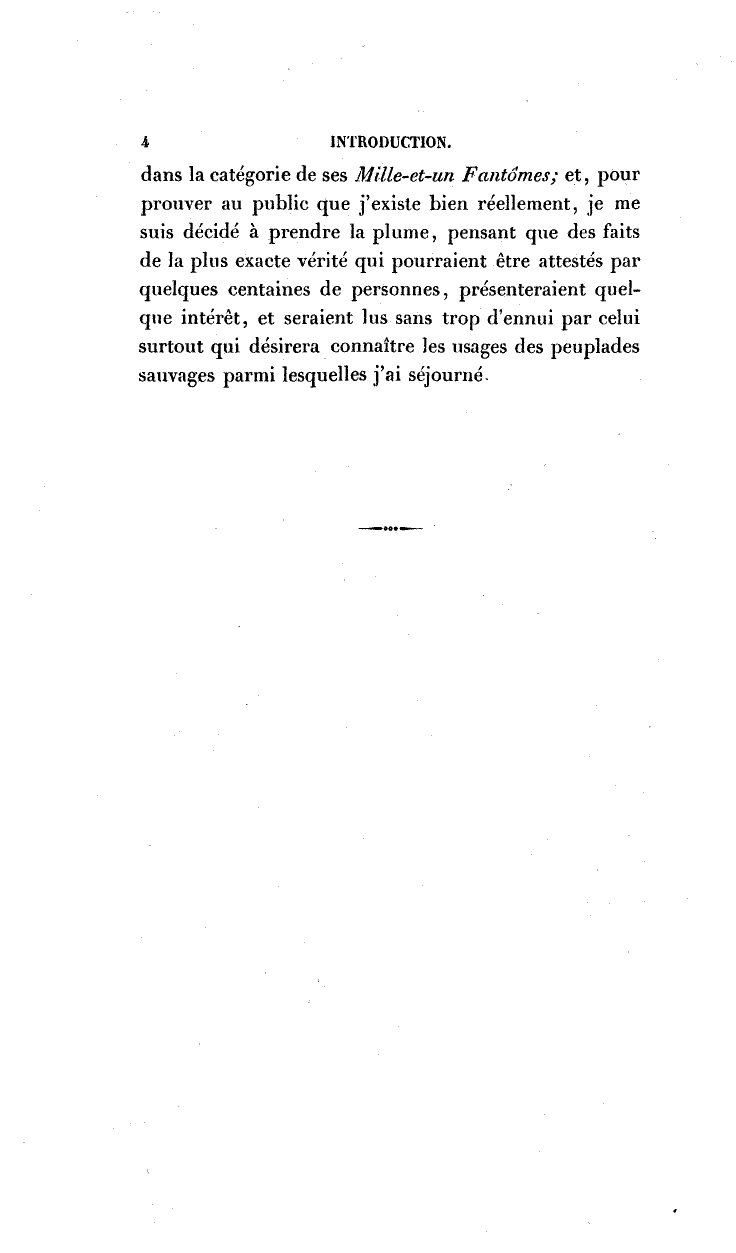 4 INTRODUCTION.
dans la catégorie de ses Mille-et-un Fantômes; et, pour
prouver au public que j'existe bien réellement, je me
suis décidé à prendre la plume, pensant que des faits
de la plus exacte vérité qui pourraient être attestés par
quelques centaines de personnes, présenteraient quel-
que intérêt, et seraient lus sans trop d'ennui par celui
surtout qui désirera connaître les usages des peuplades
sauvages parmi lesquelles j'ai séjourné.